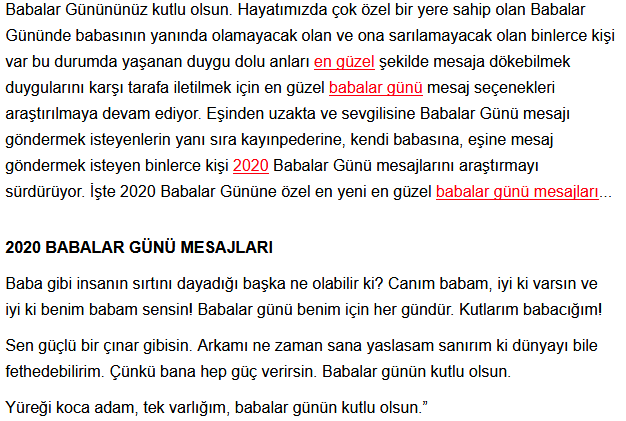 Babalar Günününüz kutlu olsun. Hayatımızda çok özel bir yere sahip olan Babalar
Gününde babasının yanında olamayacak olan ve ona sarılamayacak olan binlerce kişi
var bu durumda yaşanan duygu dolu anları en güzel şekilde mesaja dökebilmek
duygularını karşı tarafa iletilmek için en güzel babalar günü mesaj seçenekleri
araştırılmaya devam ediyor. Eşinden uzakta ve sevgilisine Babalar Günü mesajı
göndermek isteyenlerin yanı sıra kayınpederine, kendi babasına, eşine mesaj
göndermek isteyen binlerce kişi 2020 Babalar Günü mesajlarını araştırmayı
sürdürüyor. İşte 2020 Babalar Gününe özel en yeni en güzel babalar günü mesajları...
2020 BABALAR GÜNÜ MESAJLARI
Baba gibi insanın sırtını dayadığı başka ne olabilir ki? Canım babam, iyi ki varsın ve
iyi ki benim babam sensin! Babalar günü benim için her gündür. Kutlarım babacığım!
Sen güçlü bir çınar gibisin. Arkamı ne zaman sana yaslasam sanırım ki dünyayı bile
fethedebilirim. Çünkü bana hep güç verirsin. Babalar günün kutlu olsun.
Yüreği koca adam, tek varlığım, babalar günün kutlu olsun.”